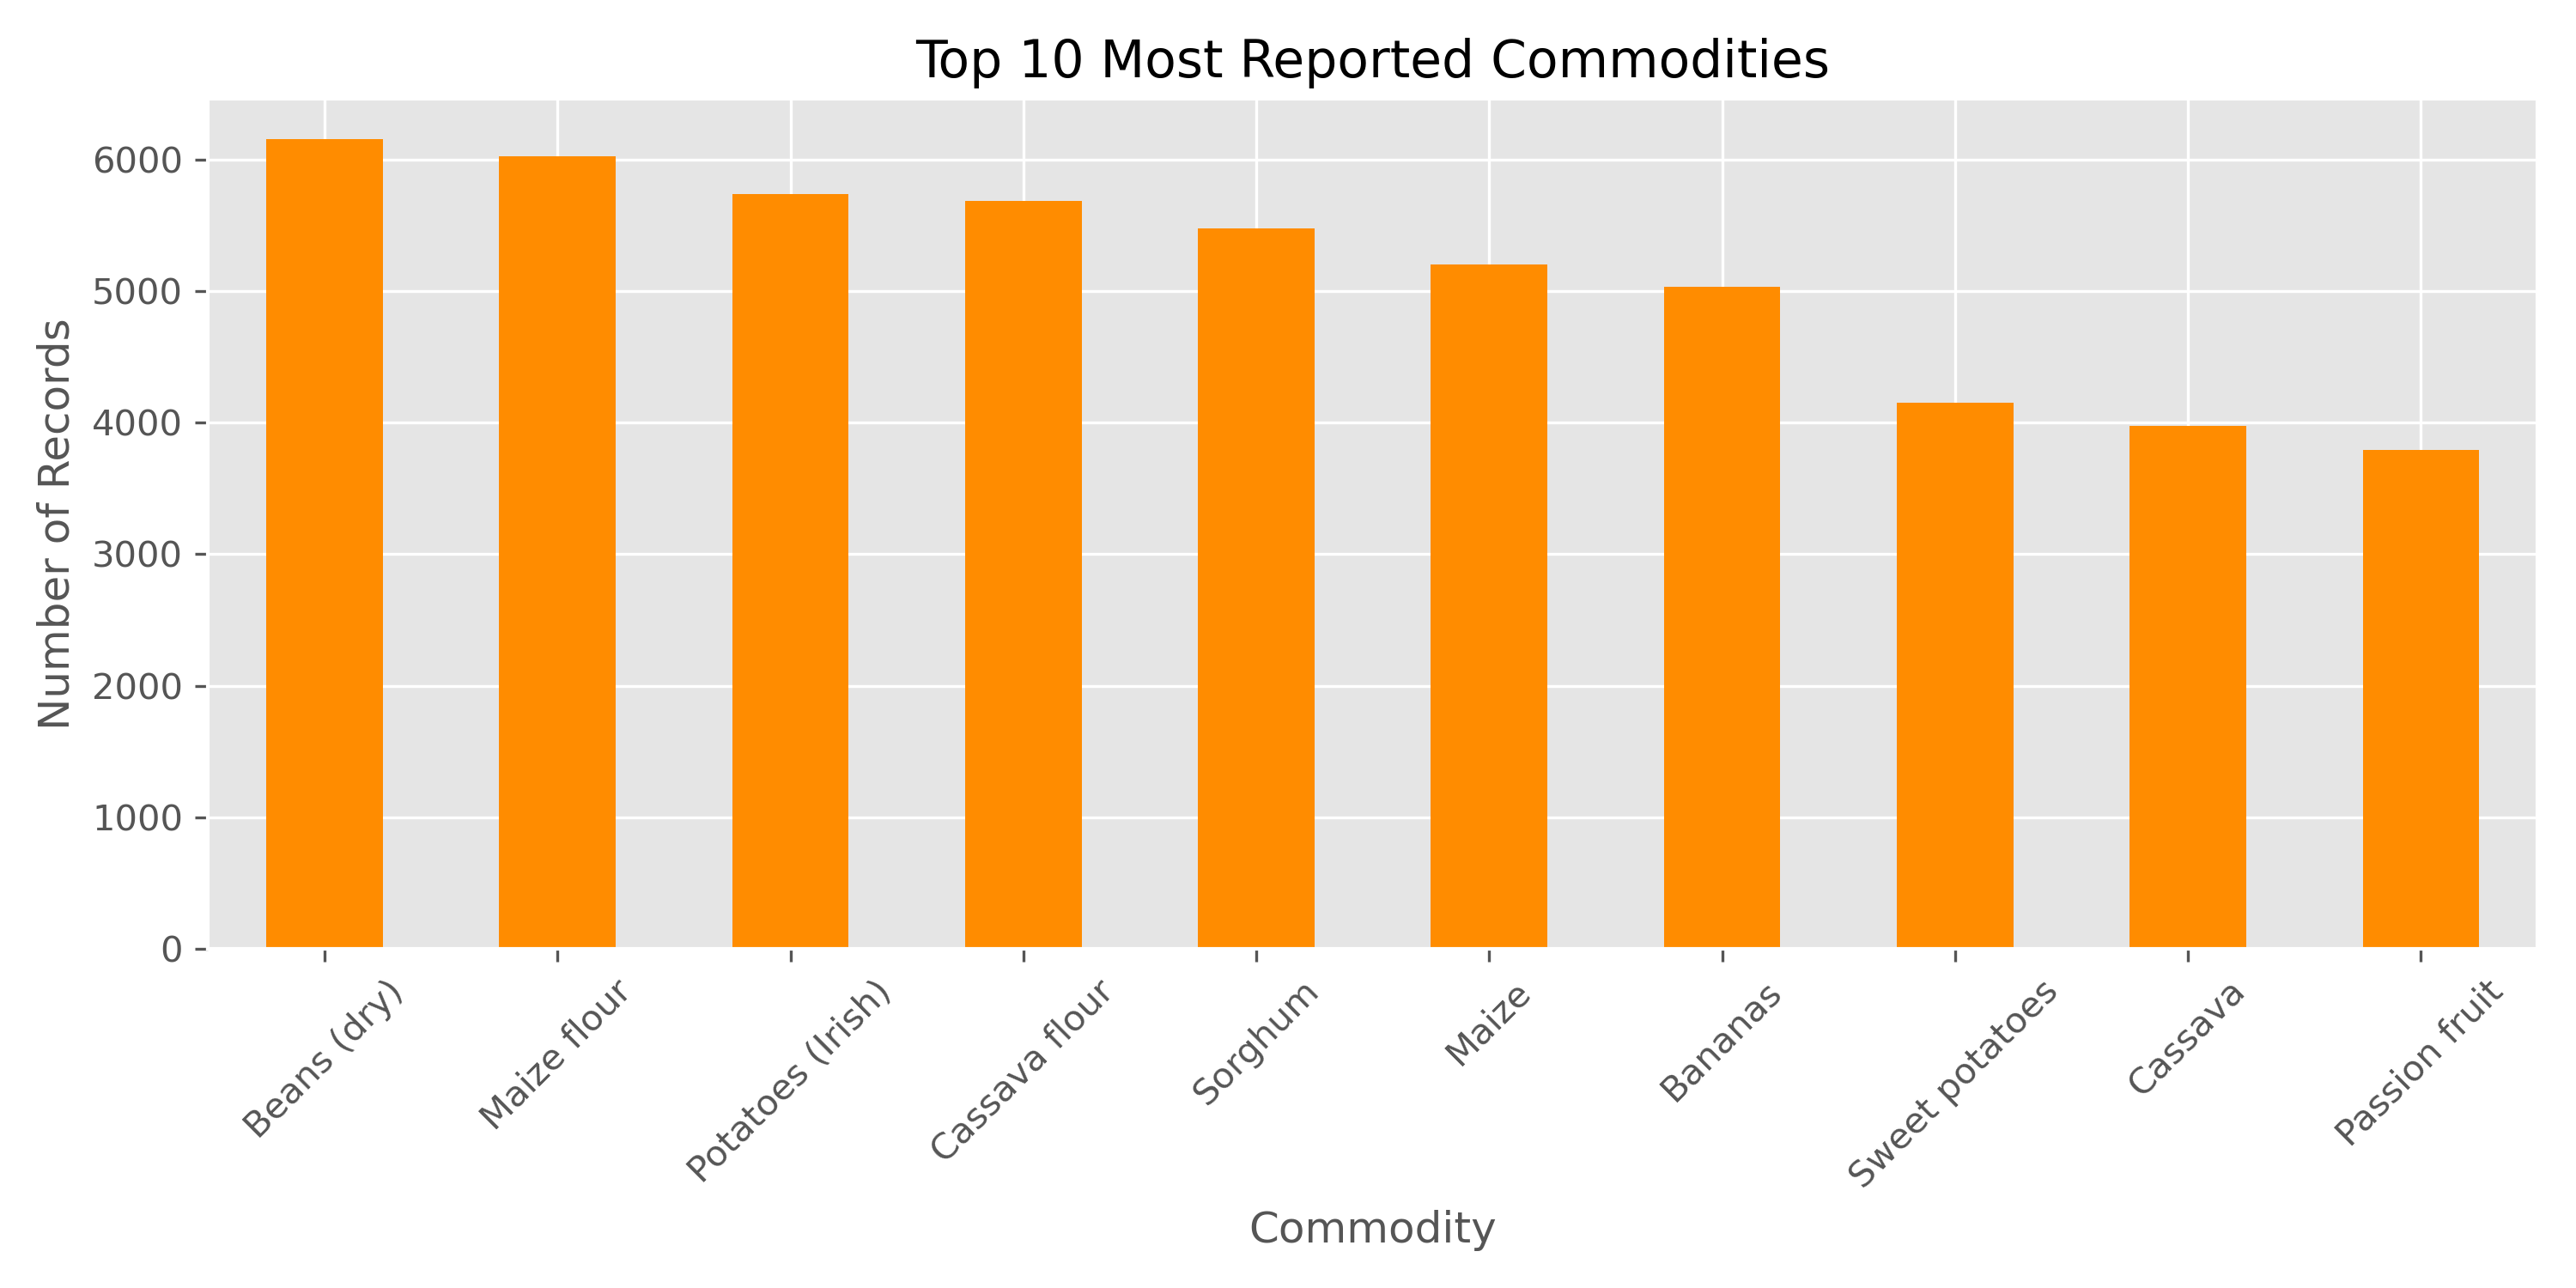 Top 10 Most Reported Commodities
Number of Records
6000
5000
4000
3000
2000
1000
0
Beans (dry)
Maize flour
Potatoes (Irish)
Cassava flour
Sorghum
Maize
Bananas
Sweet potatoes
Cassava
Passion fruit
Commodity